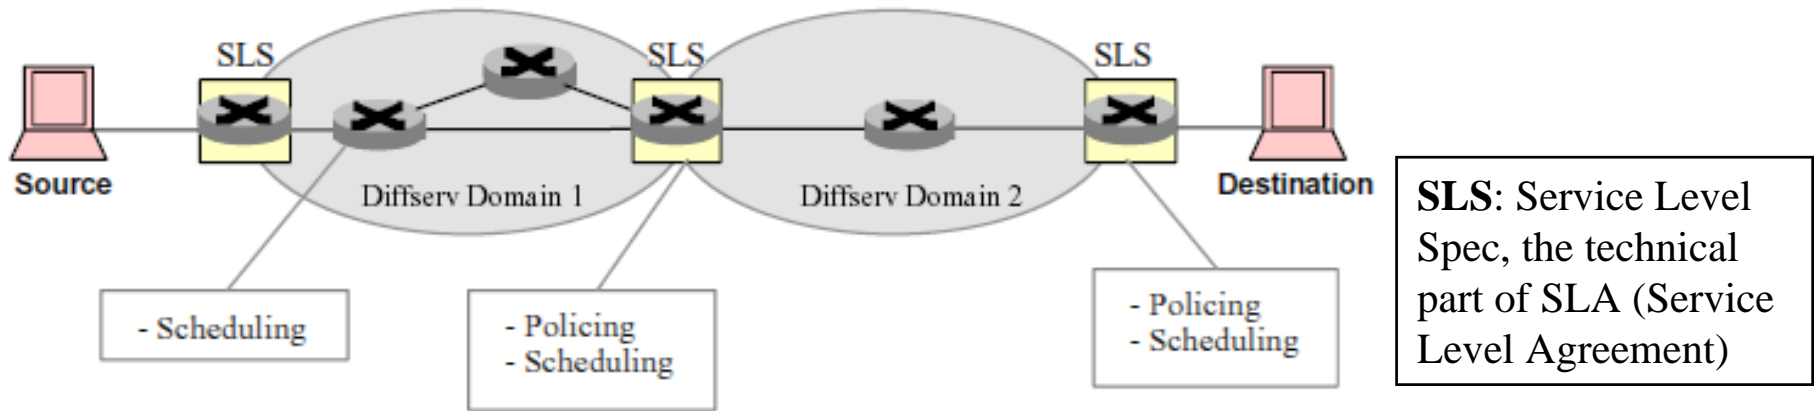 SLS
SLS
SLS
Source
Diffserv Domain 1
Diffserv Domain 2
Destination
- Scheduling
- Policing
- Scheduling
- Policing
- Scheduling
SLS: Service Level
Spec, the technical
part of SLA (Service
Level Agreement)